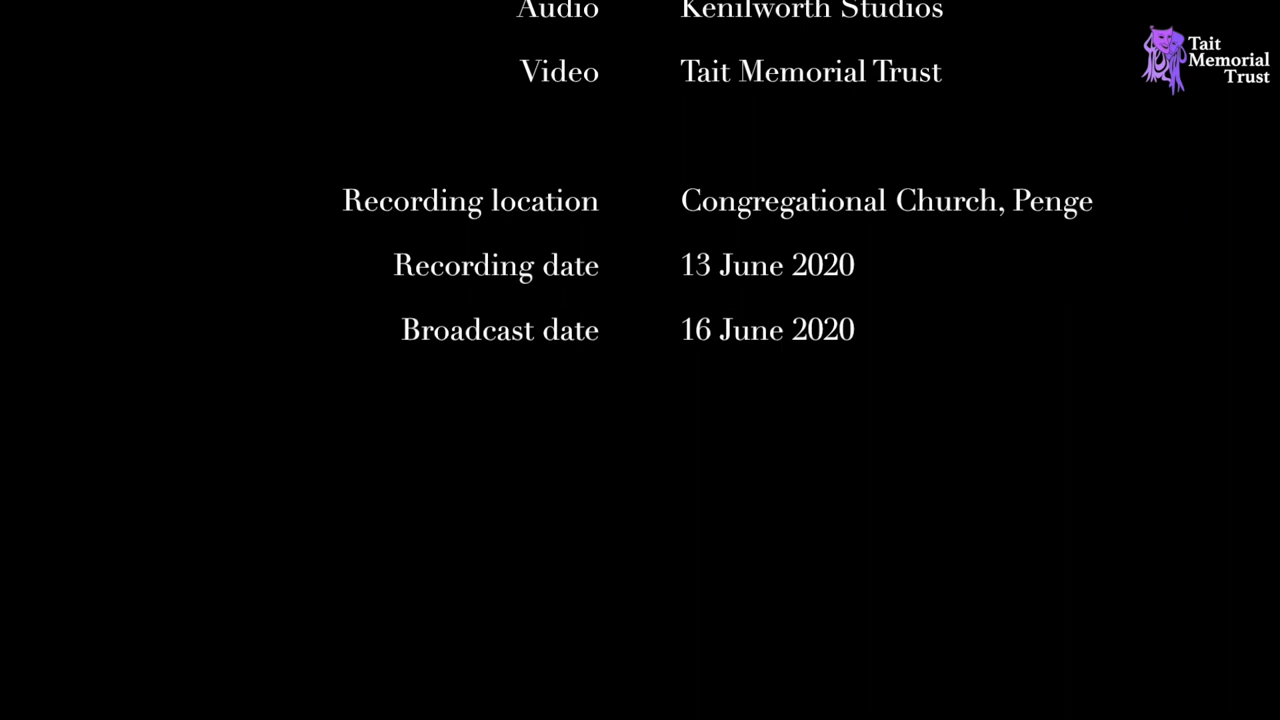 Audio Kenilworth Studios
Video Tait Memorial Trust
Recording location Congregational Church, Penge
Recording date 13 June 2020
Broadcast date 16 June 2020
Tait
Memorial
Trust